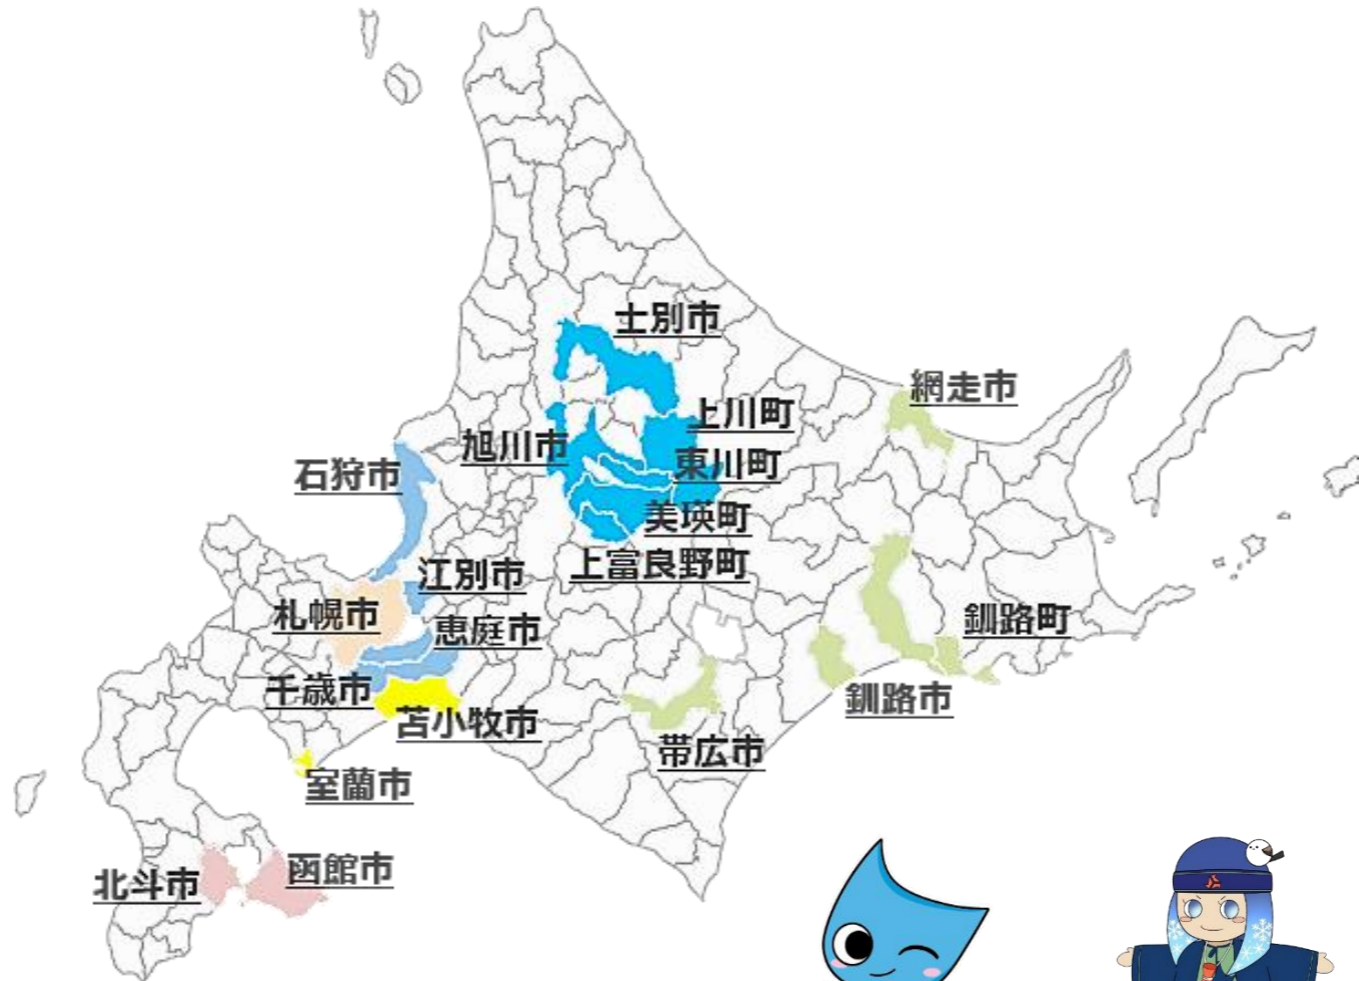 士別市
網走市
上川町
旭川市
東川町
石狩市
美瑛町
上富良野町
江別市
札幌市
釧路町
恵庭市
千歳市
釧路市
苫小牧市
帯広市
室蘭市
函館市
北斗市